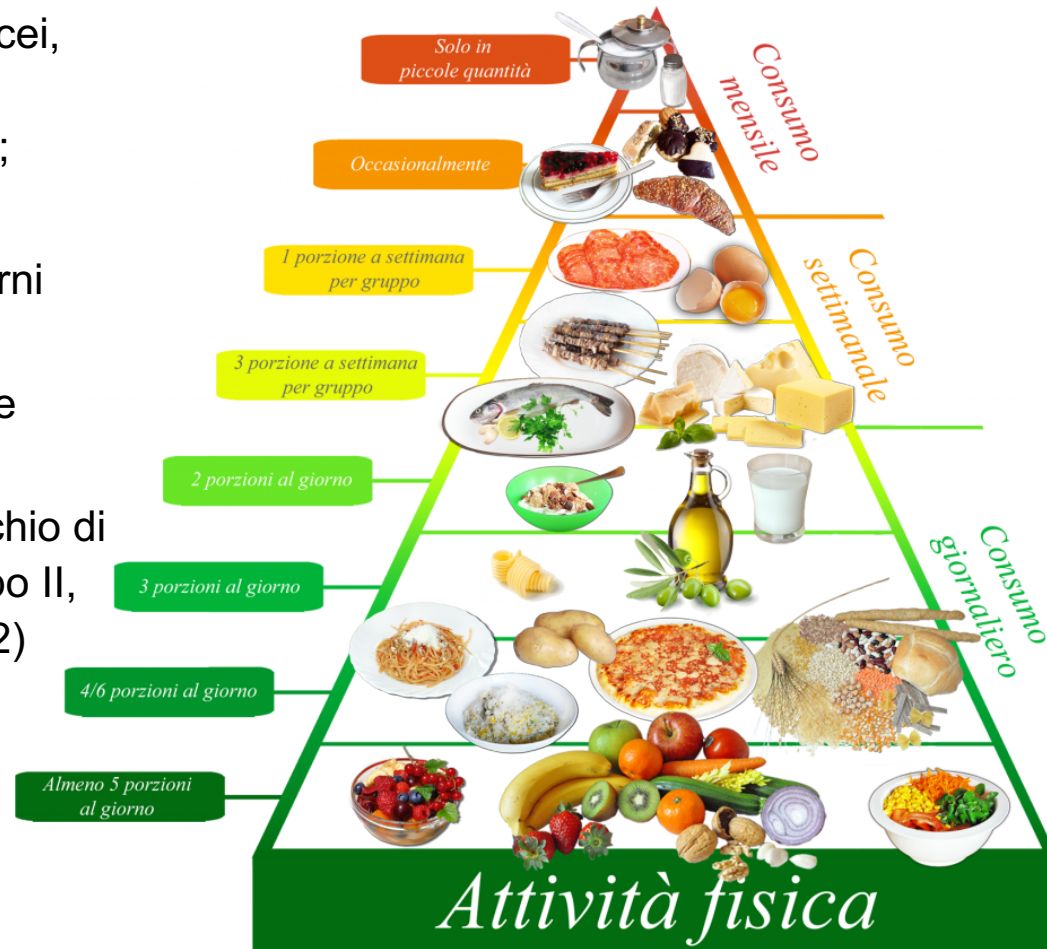 cei,
;
rni
e
chio di
oo II,
2)
Solo in
piccole quantità
Occasionalmente
1 porzione a settimana
per gruppo
3 porzione a settimana
per gruppo
2 porzioni al giorno
3 porzioni al giorno
4/6 porzioni al giorno
Almeno 5 porzioni
al giorno
Consumo
mensile
Consumo
settimanale
Consumo
giornaliero
Attività fisica